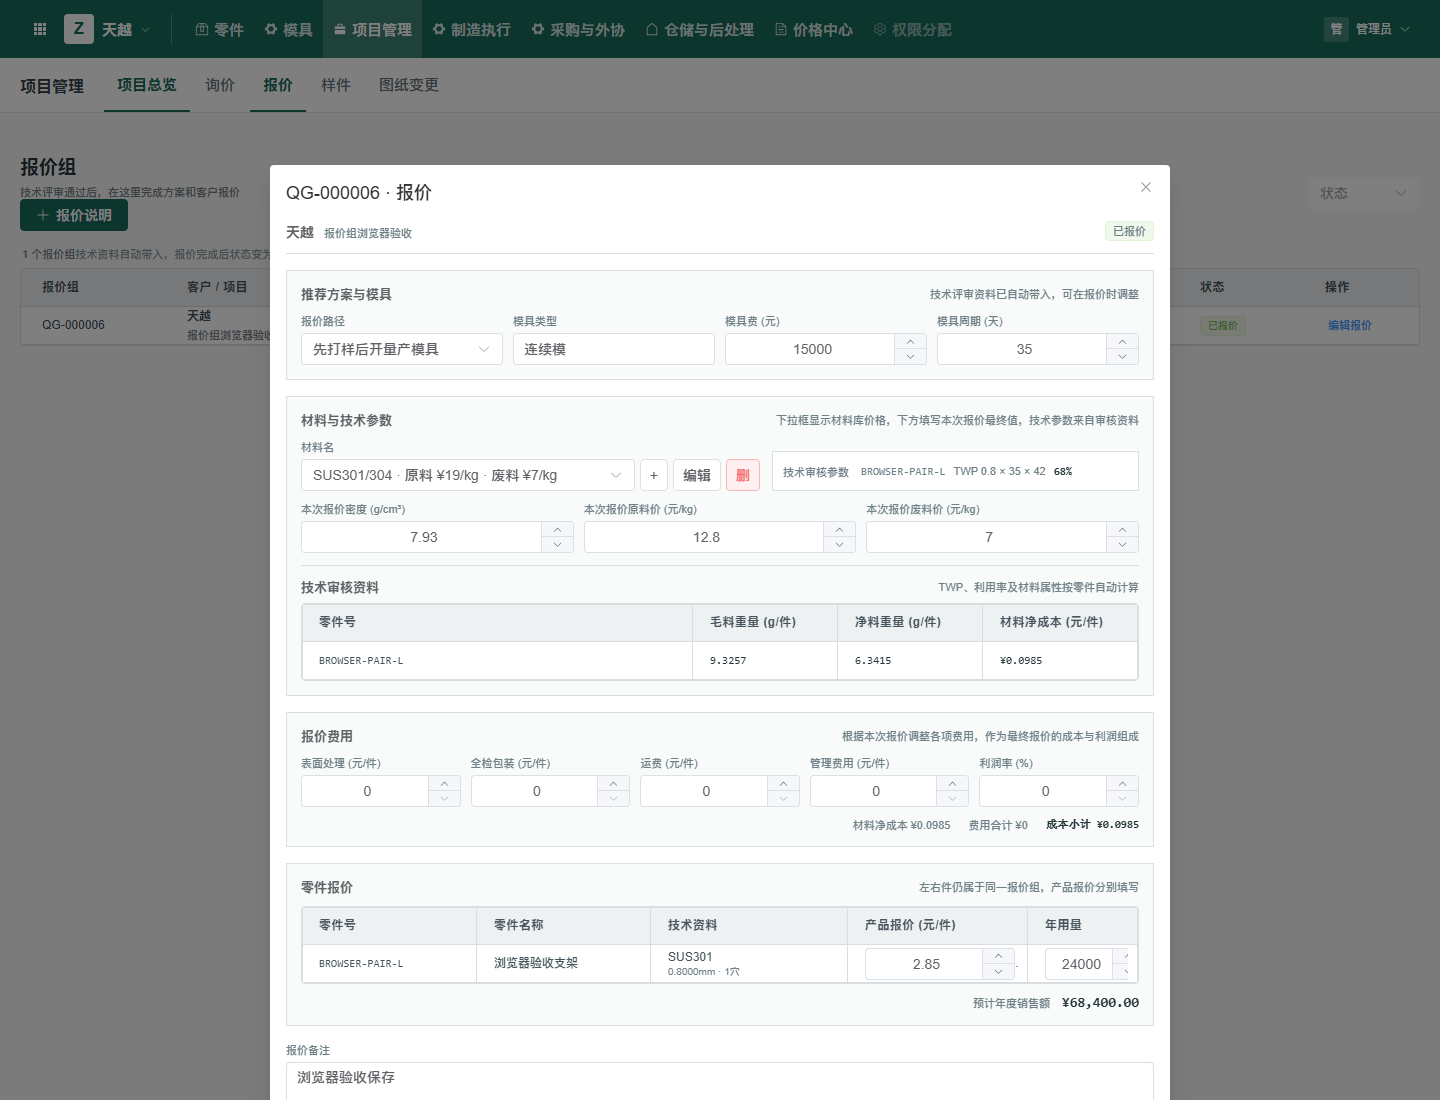 Z 天越 零件 模具 项目管理 制造执行 采购与外协 仓储与后处理 价格中心 权限分配 管 管理员
项目管理 项目总览 询价 报价 样件 图纸变更
报价组
技术评审通过后，在这里完成方案和客户报价
报价说明
状态
1 个报价组技术资料自动带入，报价完成后状态变为
报价组 客户 / 项目 状态 操作
QG-000006 天越 已报价 编辑报价
报价组浏览器验收
QG-000006 · 报价
天越 报价组浏览器验收 已报价
推荐方案与模具 技术评审资料已自动带入，可在报价时调整
报价路径 模具类型 模具费 (元) 模具周期 (天)
先打样后开量产模具 连续模 15000 35
材料与技术参数 下拉框显示材料库价格，下方填写本次报价最终值，技术参数来自审核资料
材料名
SUS301/304 · 原料 ¥19/kg · 废料 ¥7/kg + 编辑 删 技术审核参数 BROWSER-PAIR-L TWP 0.8 × 35 × 42 68%
本次报价密度 (g/cm³) 本次报价原料价 (元/kg) 本次报价废料价 (元/kg)
7.93 12.8 7
技术审核资料 TWP、利用率及材料属性按零件自动计算
零件号 毛料重量 (g/件) 净料重量 (g/件) 材料净成本 (元/件)
BROWSER-PAIR-L 9.3257 6.3415 ¥0.0985
报价费用 根据本次报价调整各项费用，作为最终报价的成本与利润组成
表面处理 (元/件) 全检包装 (元/件) 运费 (元/件) 管理费用 (元/件) 利润率 (%)
0 0 0 0 0
材料净成本 ¥0.0985 费用合计 ¥0 成本小计 ¥0.0985
零件报价 左右件仍属于同一报价组，产品报价分别填写
零件号 零件名称 技术资料 产品报价 (元/件) 年用量
BROWSER-PAIR-L 浏览器验收支架 SUS301 2.85 24000
0.8000mm · 1穴
预计年度销售额 ¥68,400.00
报价备注
浏览器验收保存